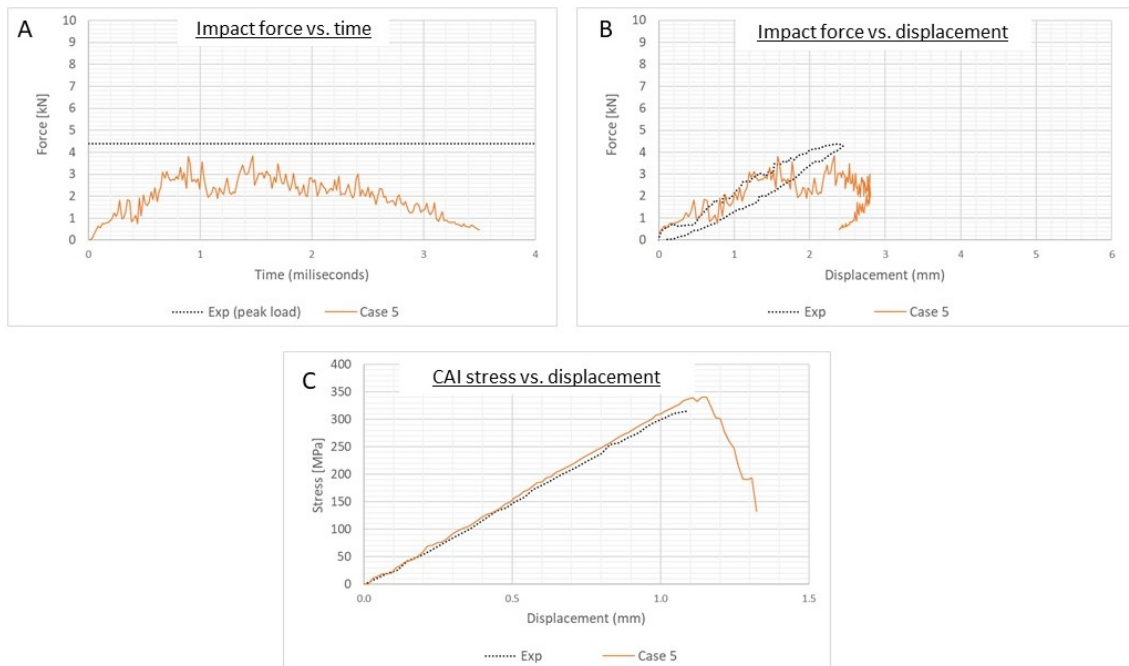 A
Impact force vs. time
10
9
8
7
6
5
4
3
2
1
0
Force [kN]
0 1 2 3 4
Time (miliseconds)
Exp (peak load) Case 5
B
Impact force vs. displacement
10
9
8
7
6
5
4
3
2
1
0
Force [kN]
0 1 2 3 4 5 6
Displacement (mm)
Exp Case 5
C
CAI stress vs. displacement
400
350
300
250
200
150
100
50
0
Stress [MPa]
0.0 0.5 1.0 1.5
Displacement (mm)
Exp Case 5